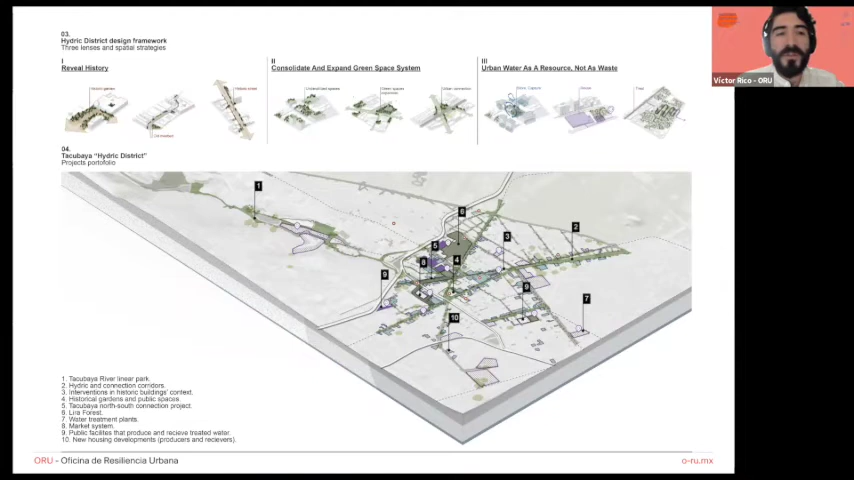 03.
Hydric District design framework
Three lenses and spatial strategies
I
Reveal History
II
Consolidate And Expand Green Space System
III
Urban Water As A Resource, Not As Waste
04.
Tacubaya “Hydric District”
Projects portofolio
1
2
3
4
5
6
7
8
9
9
10
1. Tacubaya River linear park.
2. Hydric and connection corridors.
3. Interventions in historic buildings' context.
4. Historical gardens and public spaces
5. Tacubaya north-south connection project.
6. Lira Forest.
7. Water treatment plants.
8. Market system.
9. Public facilites that produce and recieve treated water.
10. New housing developments (producers and recievers).
ORU - Oficina de Resiliencia Urbana
o-ru.mx
Víctor Rico - ORU